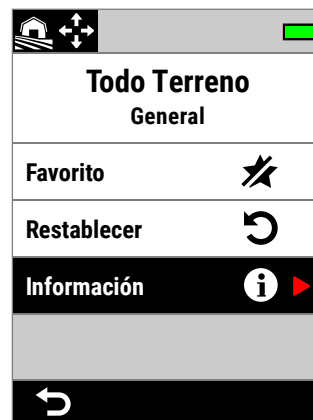 Todo Terreno
General
Favorito
Restablecer
Información